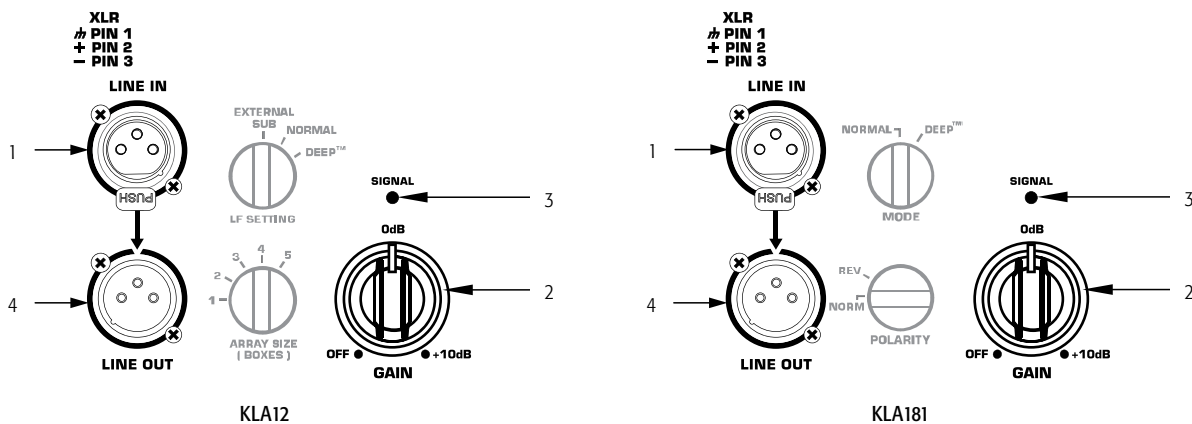 XLR
PIN 1
+ PIN 2
− PIN 3
LINE IN
1
PUSH
EXTERNAL
SUB
NORMAL
DEEP™
LF SETTING
SIGNAL
3
0dB
2
OFF
+10dB
GAIN
1
2
3
4
5
ARRAY SIZE
( BOXES )
4
LINE OUT
KLA12
XLR
PIN 1
+ PIN 2
− PIN 3
LINE IN
1
PUSH
NORMAL
DEEP™
MODE
SIGNAL
3
0dB
2
OFF
+10dB
GAIN
REV
NORM
POLARITY
4
LINE OUT
KLA181